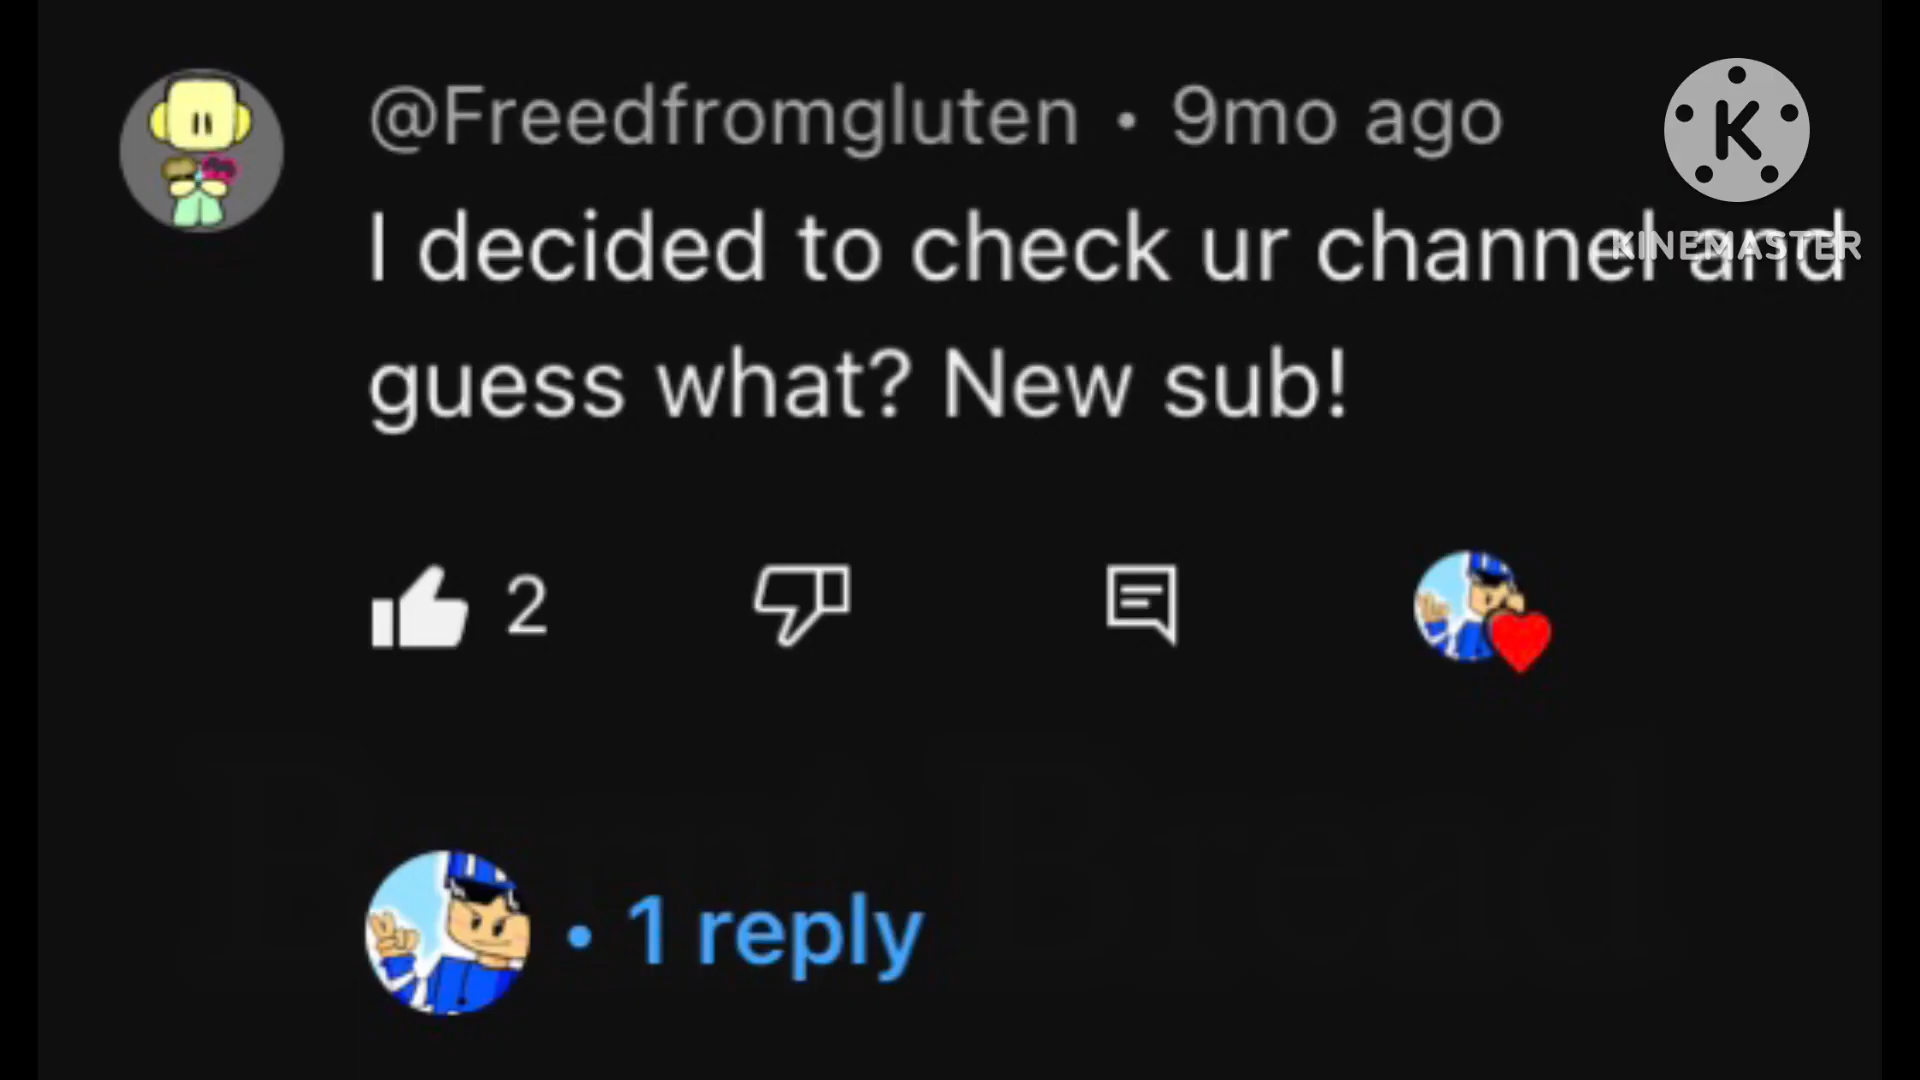 @Freedfromgluten • 9mo ago
K
KINEMASTER
I decided to check ur channel and
guess what? New sub!
2
• 1 reply